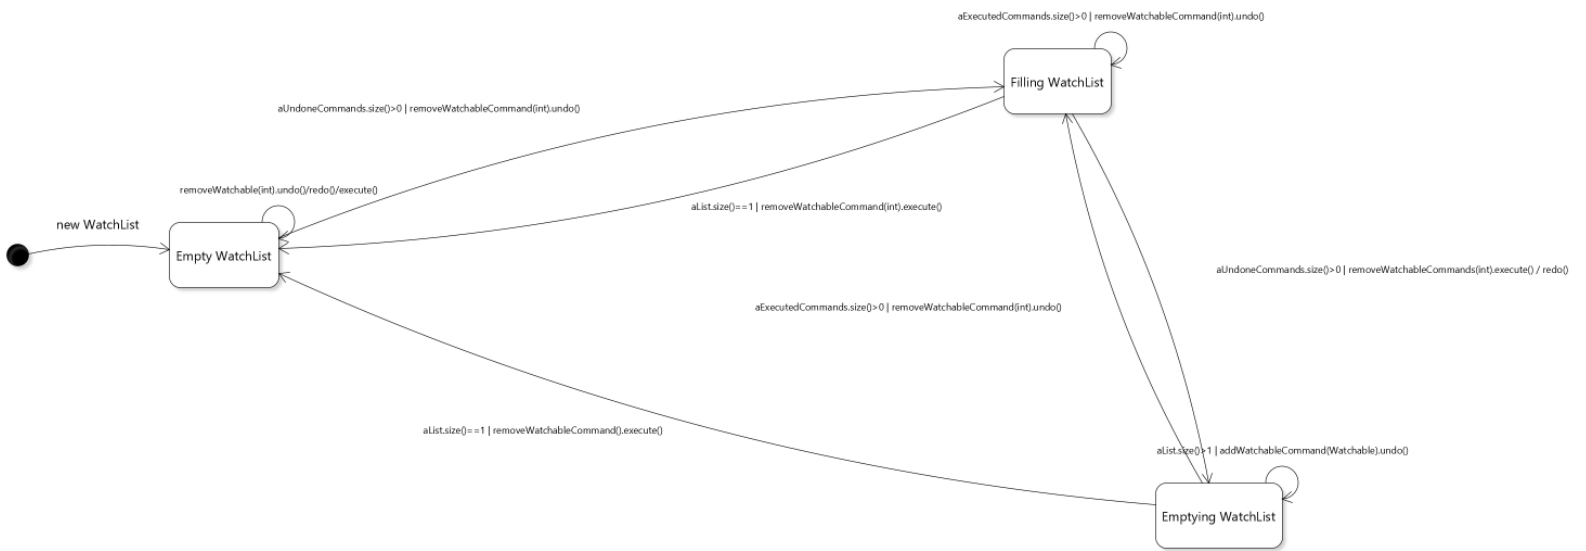 aExecutedCommands.size()>0 | removeWatchableCommand(int).undo()
Filling WatchList
aUndoneCommands.size()>0 | removeWatchableCommand(int).undo()
removeWatchable(int).undo()/redo()/execute()
aList.size()==1 | removeWatchableCommand(int).execute()
new WatchList
Empty WatchList
aUndoneCommands.size()>0 | removeWatchableCommands(int).execute() / redo()
aExecutedCommands.size()>0 | removeWatchableCommand(int).undo()
aList.size()==1 | removeWatchableCommand().execute()
aList.size()>1 | addWatchableCommand(Watchable).undo()
Emptying WatchList